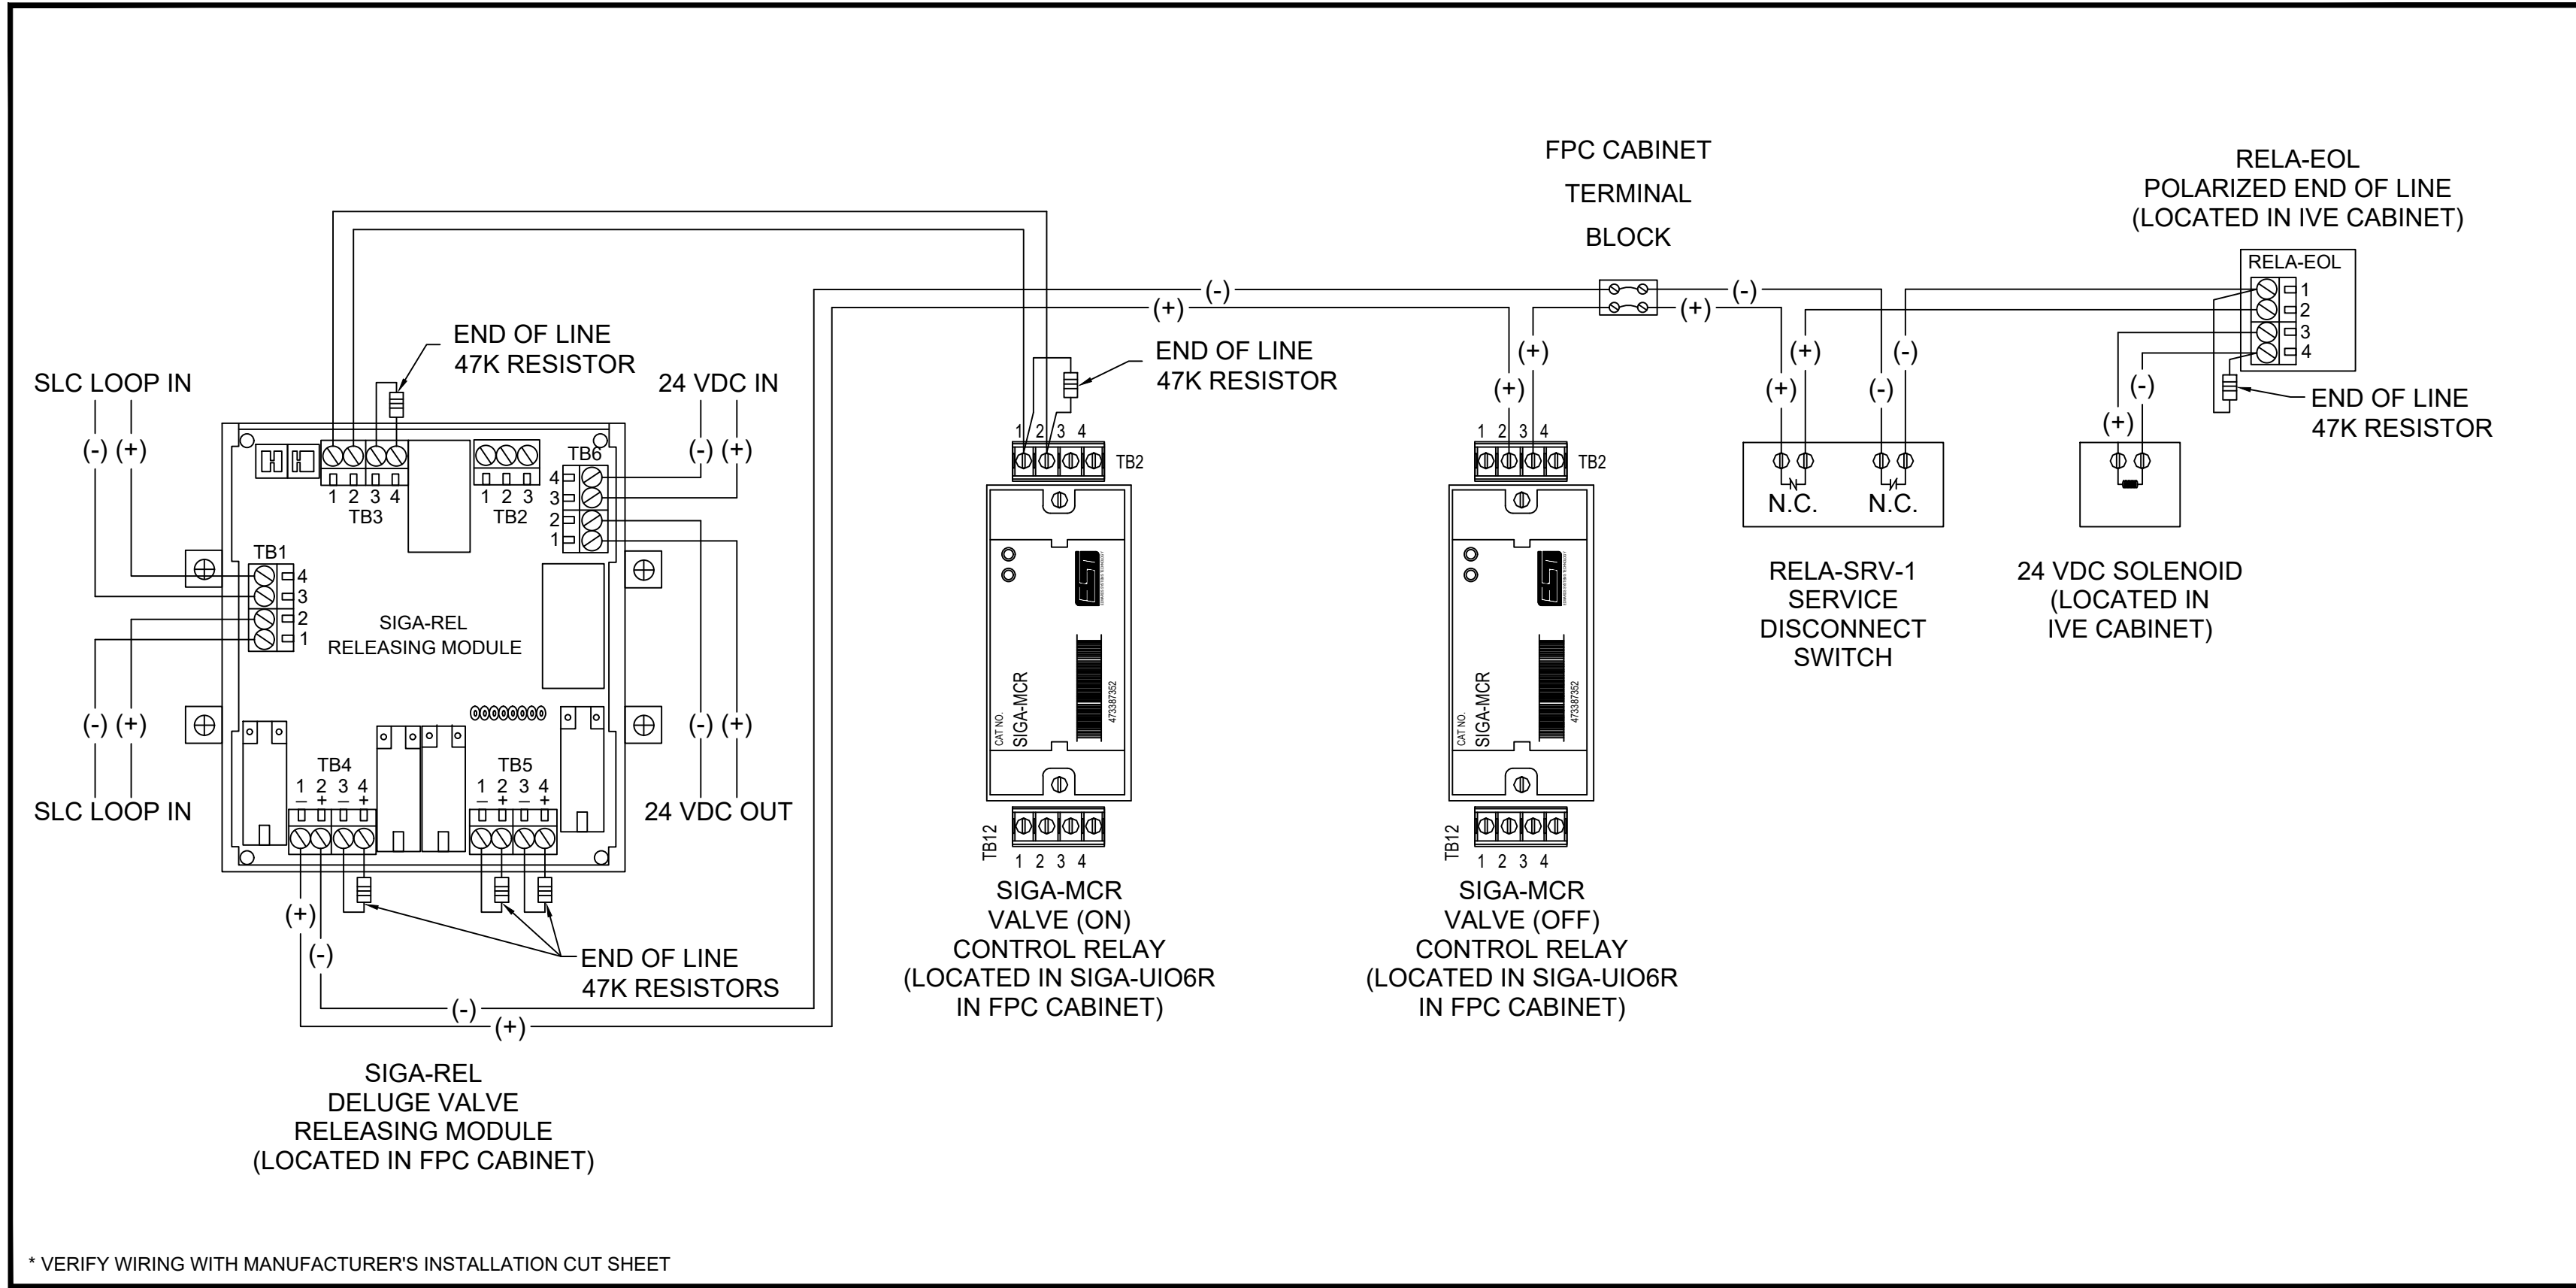 FPC CABINET
TERMINAL
BLOCK
RELA-EOL
POLARIZED END OF LINE
(LOCATED IN IVE CABINET)
RELA-EOL
1
2
3
4
END OF LINE
47K RESISTOR
(-)
(+)
(-)
(+)
(+)
(+)
(+)
(+)
(-)
(-)
(+)
(-)
END OF LINE
47K RESISTOR
END OF LINE
47K RESISTOR
SLC LOOP IN
(-) (+)
24 VDC IN
(-) (+)
1 2 3 4
TB3
1 2 3
TB2
TB6
4
3
2
1
TB1
4
3
2
1
SIGA-REL
RELEASING MODULE
(-) (+)
SLC LOOP IN
(-) (+)
24 VDC OUT
TB4
1 2 3 4
− + − +
TB5
1 2 3 4
− + − +
(+)
(-)
END OF LINE
47K RESISTORS
(-)
(+)
SIGA-REL
DELUGE VALVE
RELEASING MODULE
(LOCATED IN FPC CABINET)
1 2 3 4
TB2
EST
CAT NO.
SIGA-MCR
473387352
TB12
1 2 3 4
SIGA-MCR
VALVE (ON)
CONTROL RELAY
(LOCATED IN SIGA-UIO6R
IN FPC CABINET)
1 2 3 4
TB2
EST
CAT NO.
SIGA-MCR
473387352
TB12
1 2 3 4
SIGA-MCR
VALVE (OFF)
CONTROL RELAY
(LOCATED IN SIGA-UIO6R
IN FPC CABINET)
N.C. N.C.
RELA-SRV-1
SERVICE
DISCONNECT
SWITCH
24 VDC SOLENOID
(LOCATED IN
IVE CABINET)
* VERIFY WIRING WITH MANUFACTURER'S INSTALLATION CUT SHEET